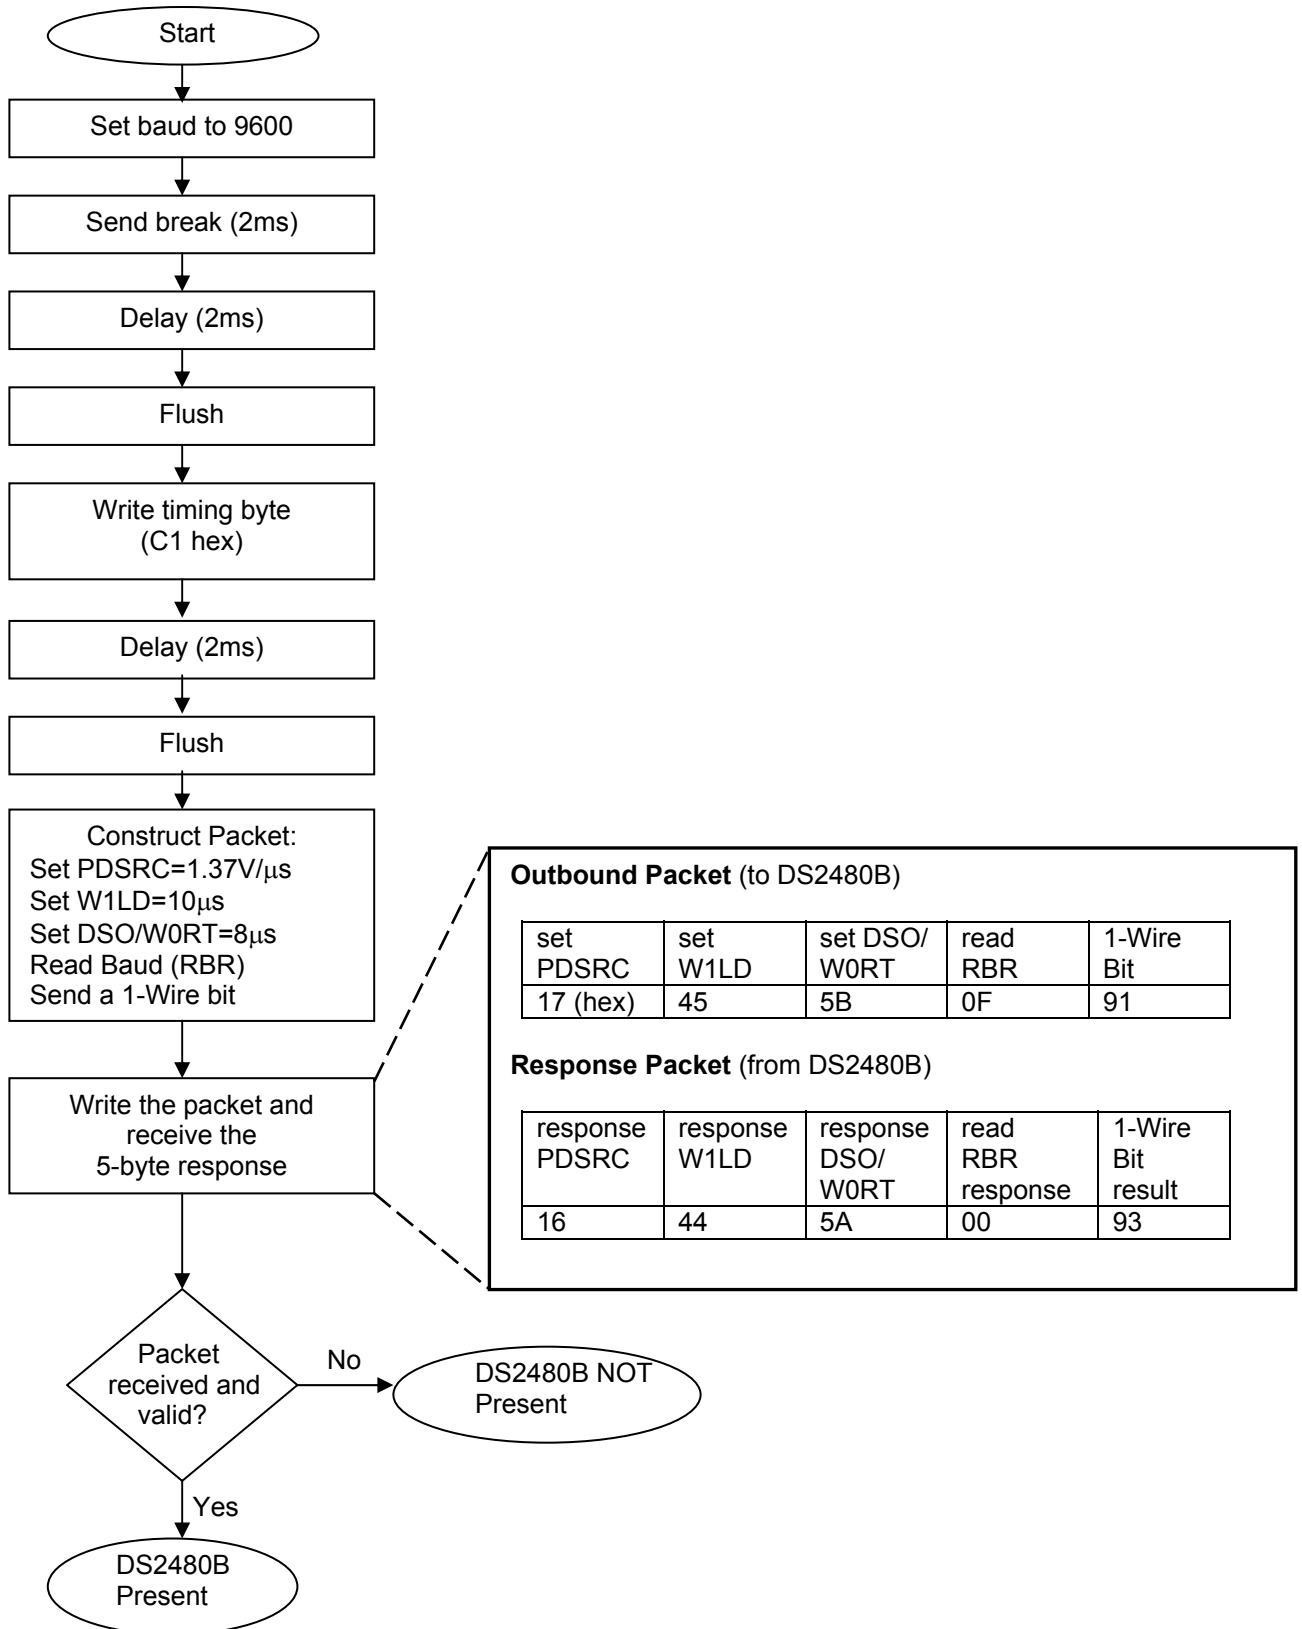 Start
Set baud to 9600
Send break (2ms)
Delay (2ms)
Flush
Write timing byte
(C1 hex)
Delay (2ms)
Flush
Construct Packet:
Set PDSRC=1.37V/μs
Set W1LD=10μs
Set DSO/W0RT=8μs
Read Baud (RBR)
Send a 1-Wire bit
Write the packet and
receive the
5-byte response
Outbound Packet (to DS2480B)
set PDSRC | set W1LD | set DSO/ W0RT | read RBR | 1-Wire Bit
17 (hex) | 45 | 5B | 0F | 91
Response Packet (from DS2480B)
response PDSRC | response W1LD | response DSO/ W0RT | read RBR response | 1-Wire Bit result
16 | 44 | 5A | 00 | 93
Packet
received and
valid?
No
DS2480B NOT
Present
Yes
DS2480B
Present